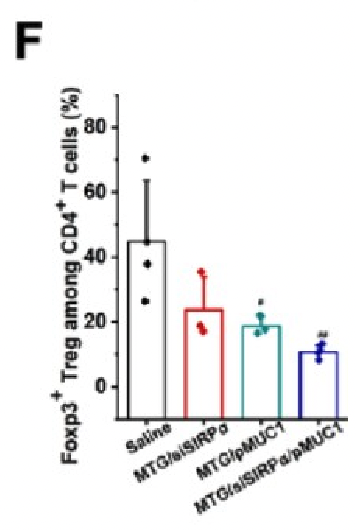 F
Foxp3⁺ Treg among CD4⁺ T cells (%)
80
60
40
20
0
#
##
Saline
MTG/siSIRPα
MTG/pMUC1
MTG/siSIRPα/pMUC1